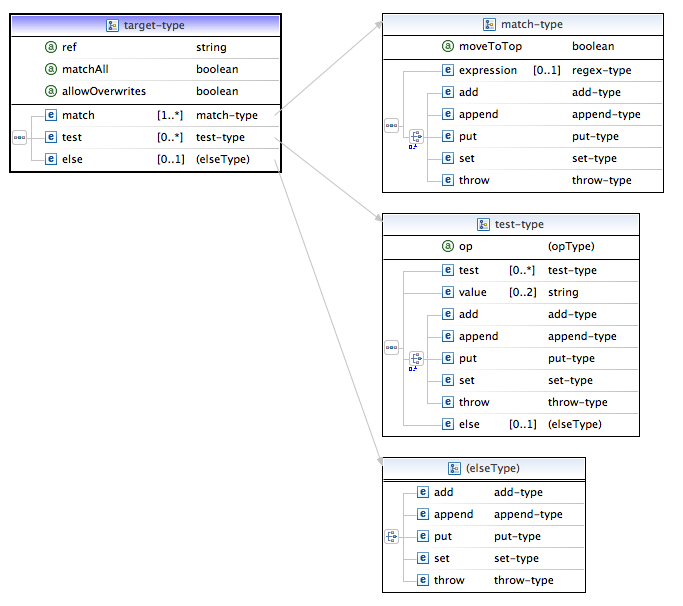 target-type
ref string
matchAll boolean
allowOverwrites boolean
match [1..*] match-type
test [0..*] test-type
else [0..1] (elseType)
match-type
moveToTop boolean
expression [0..1] regex-type
add add-type
append append-type
put put-type
set set-type
throw throw-type
test-type
op (opType)
test [0..*] test-type
value [0..2] string
add add-type
append append-type
put put-type
set set-type
throw throw-type
else [0..1] (elseType)
(elseType)
add add-type
append append-type
put put-type
set set-type
throw throw-type